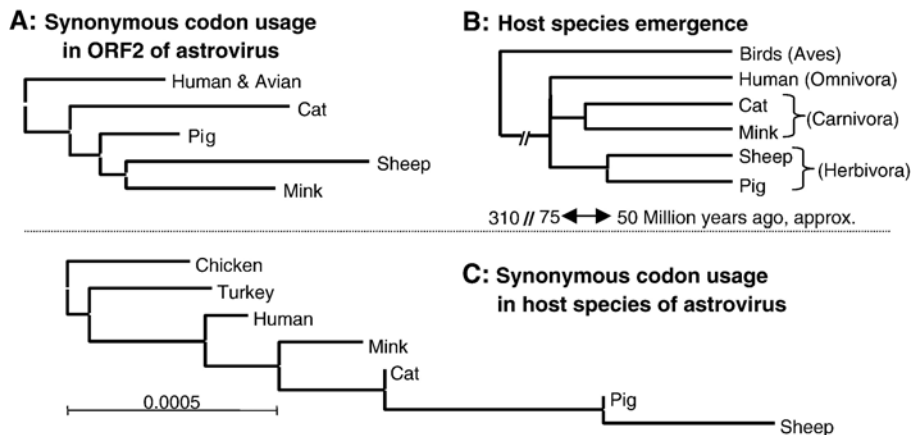 A: Synonymous codon usage
in ORF2 of astrovirus
Human & Avian
Cat
Pig
Sheep
Mink
B: Host species emergence
Birds (Aves)
Human (Omnivora)
Cat
Mink
(Carnivora)
Sheep
Pig
(Herbivora)
310 // 75 50 Million years ago, approx.
C: Synonymous codon usage
in host species of astrovirus
Chicken
Turkey
Human
Mink
Cat
Pig
Sheep
0.0005